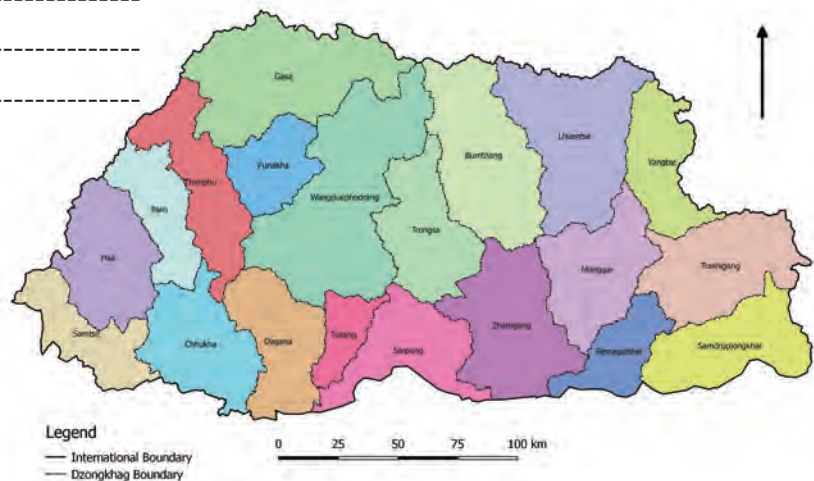 Gasa
Lhuentse
Bumthang
Yangtse
Punakha
Thimphu
Wangduephodrang
Paro
Trongsa
Haa
Monggar
Trashigang
Zhemgang
Samtse
Chhukha
Dagana
Tsirang
Sarpang
Pemagatshel
Samdrupjongkhar
Legend
0 25 50 75 100 km
International Boundary
Dzongkhag Boundary